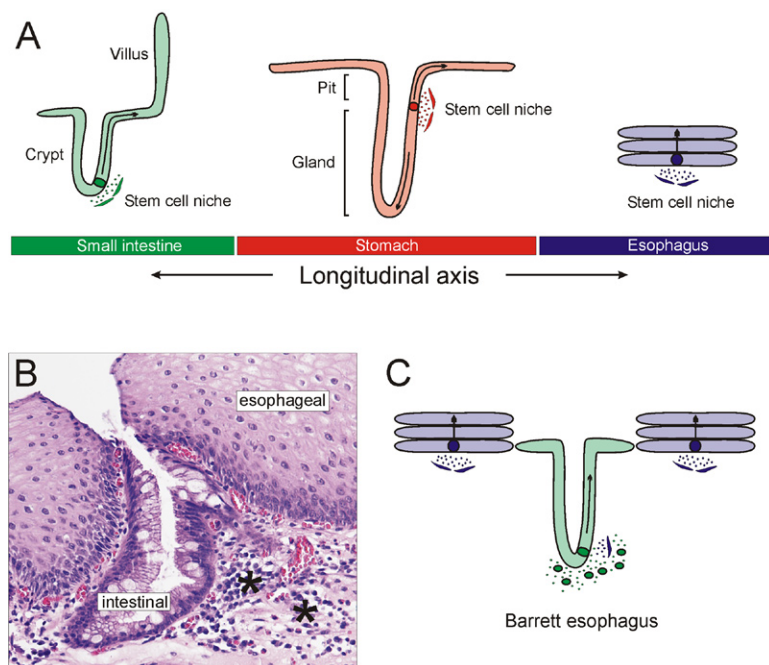 A
Villus
Crypt
Stem cell niche
Pit
Gland
Stem cell niche
Stem cell niche
Small intestine
Stomach
Esophagus
Longitudinal axis
B
esophageal
intestinal
*
*
C
Barrett esophagus